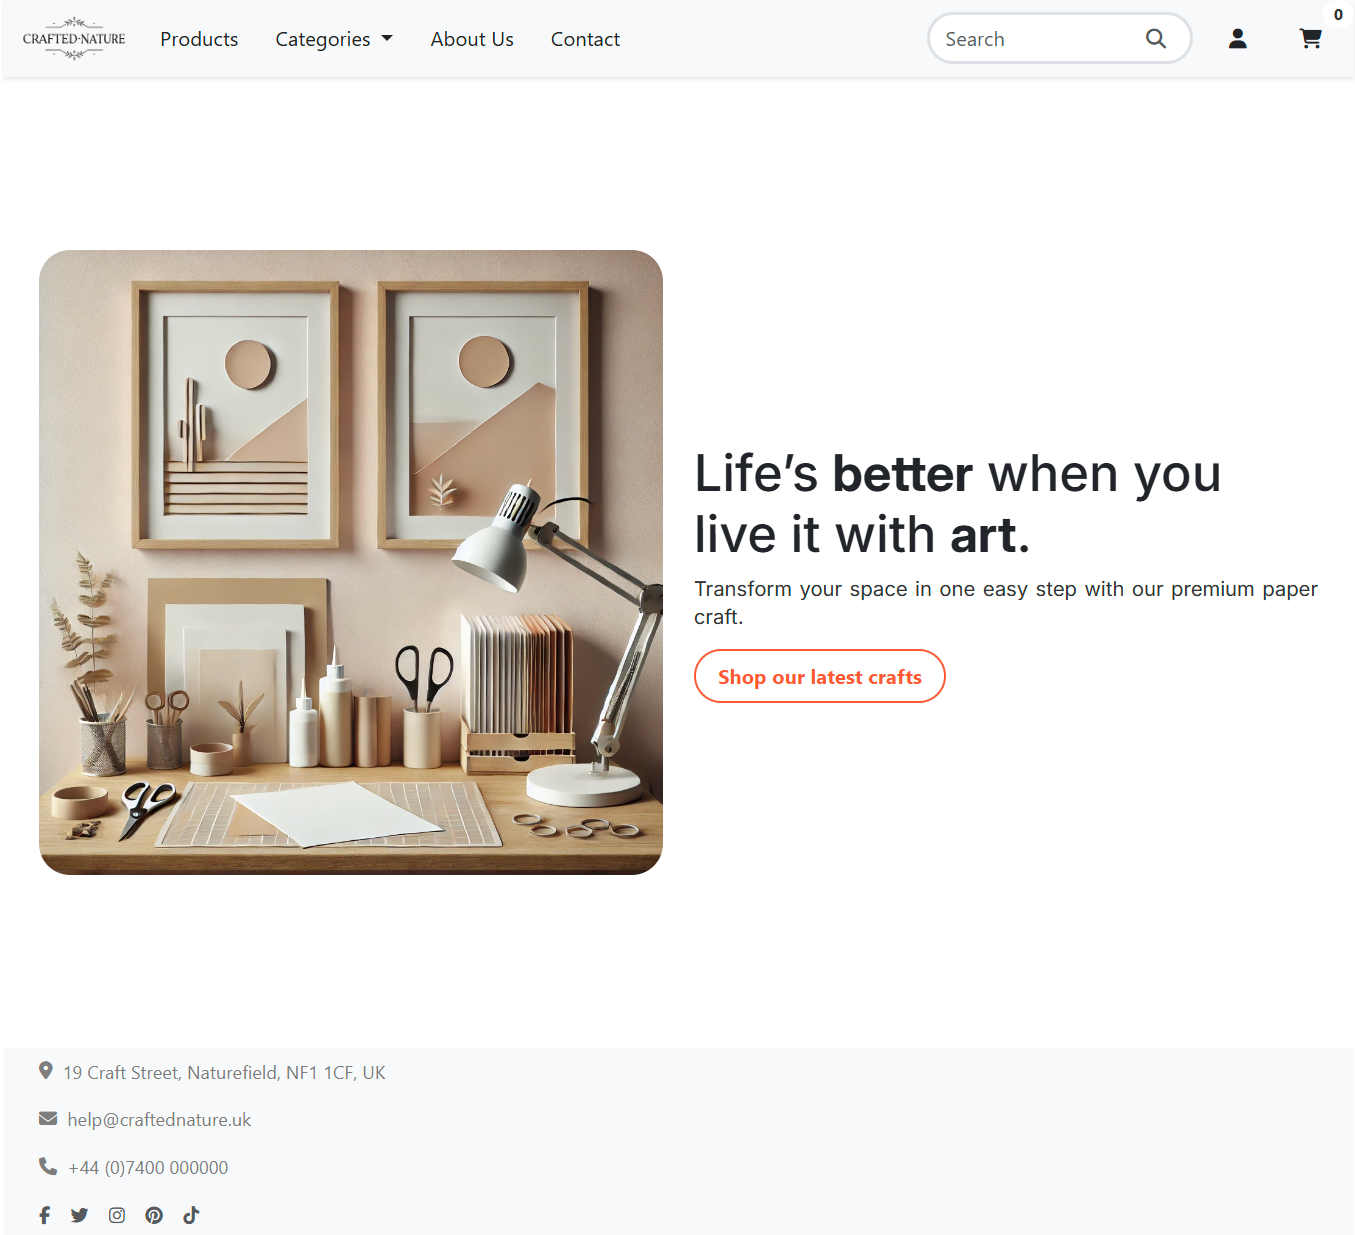 CRAFTED-NATURE
Products
Categories
About Us
Contact
Search
0
Life’s better when you
live it with art.
Transform your space in one easy step with our premium paper
craft.
Shop our latest crafts
19 Craft Street, Naturefield, NF1 1CF, UK
help@craftednature.uk
+44 (0)7400 000000